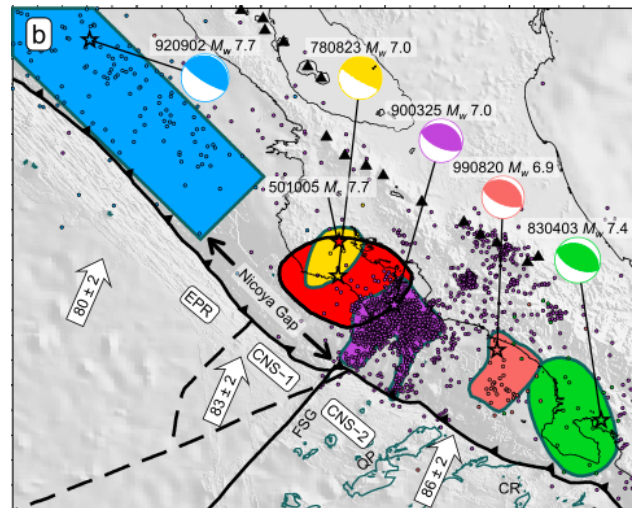 b
920902 Mw 7.7
780823 Mw 7.0
900325 Mw 7.0
501005 Ms 7.7
990820 Mw 6.9
830403 Mw 7.4
Nicoya Gap
80 ± 2
EPR
CNS-1
83 ± 2
FSG
CNS-2
QP
86 ± 2
CR